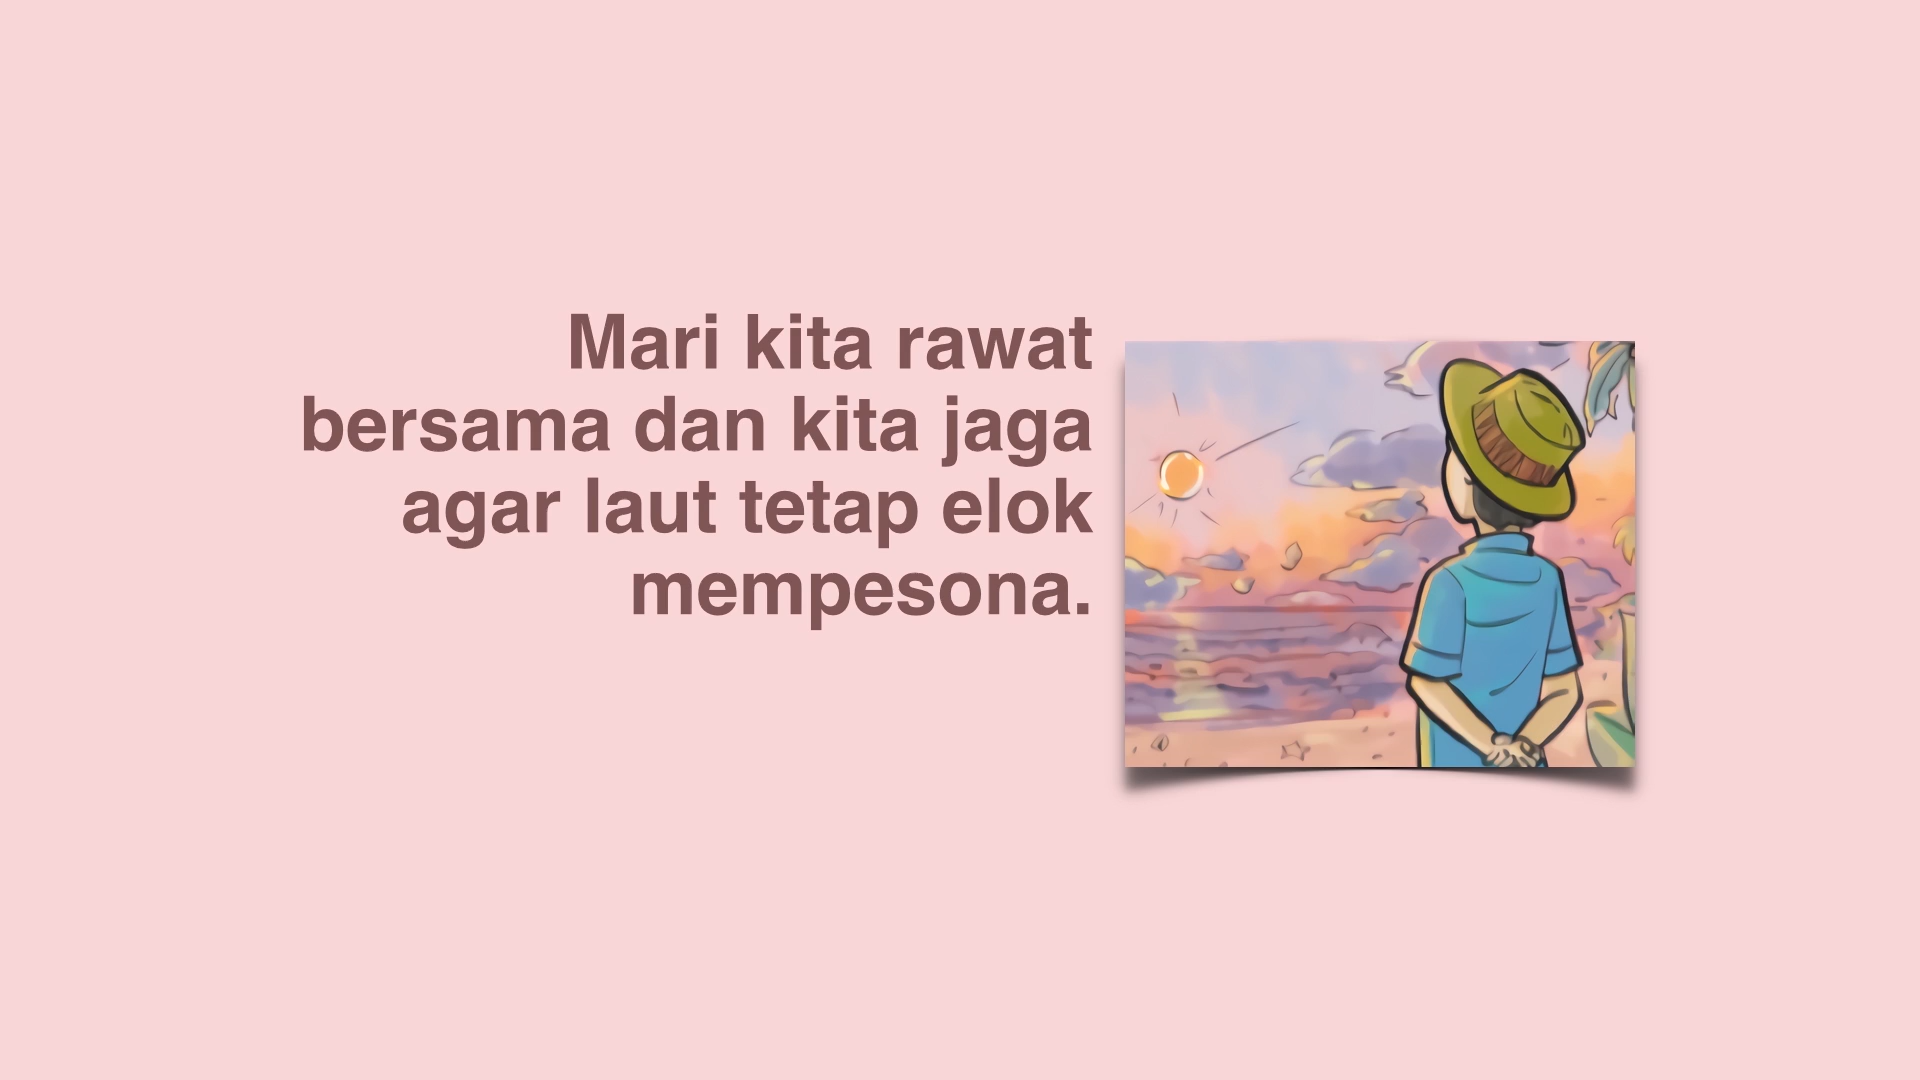 Mari kita rawat
bersama dan kita jaga
agar laut tetap elok
mempesona.